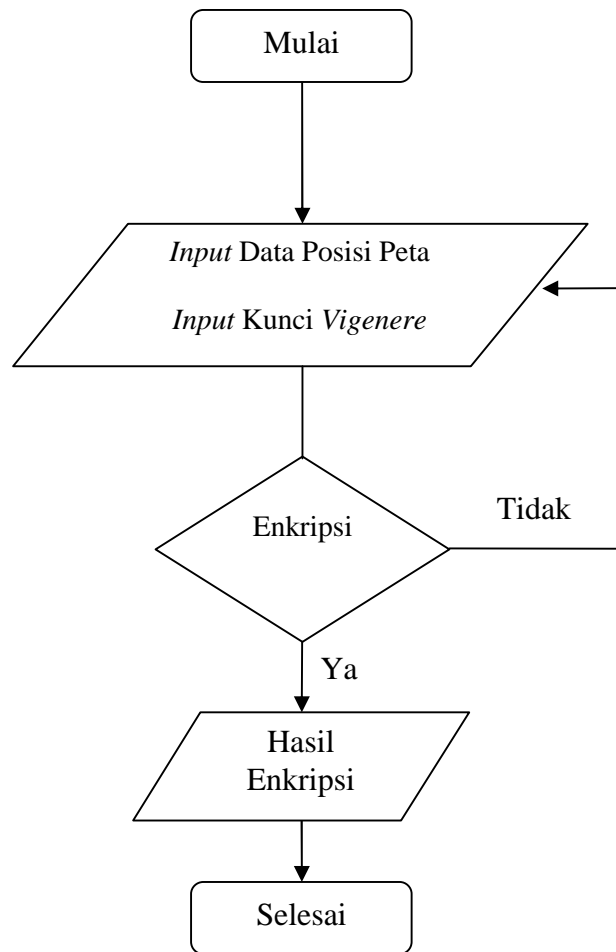 Mulai
Input Data Posisi Peta
Input Kunci Vigenere
Enkripsi
Tidak
Ya
Hasil
Enkripsi
Selesai